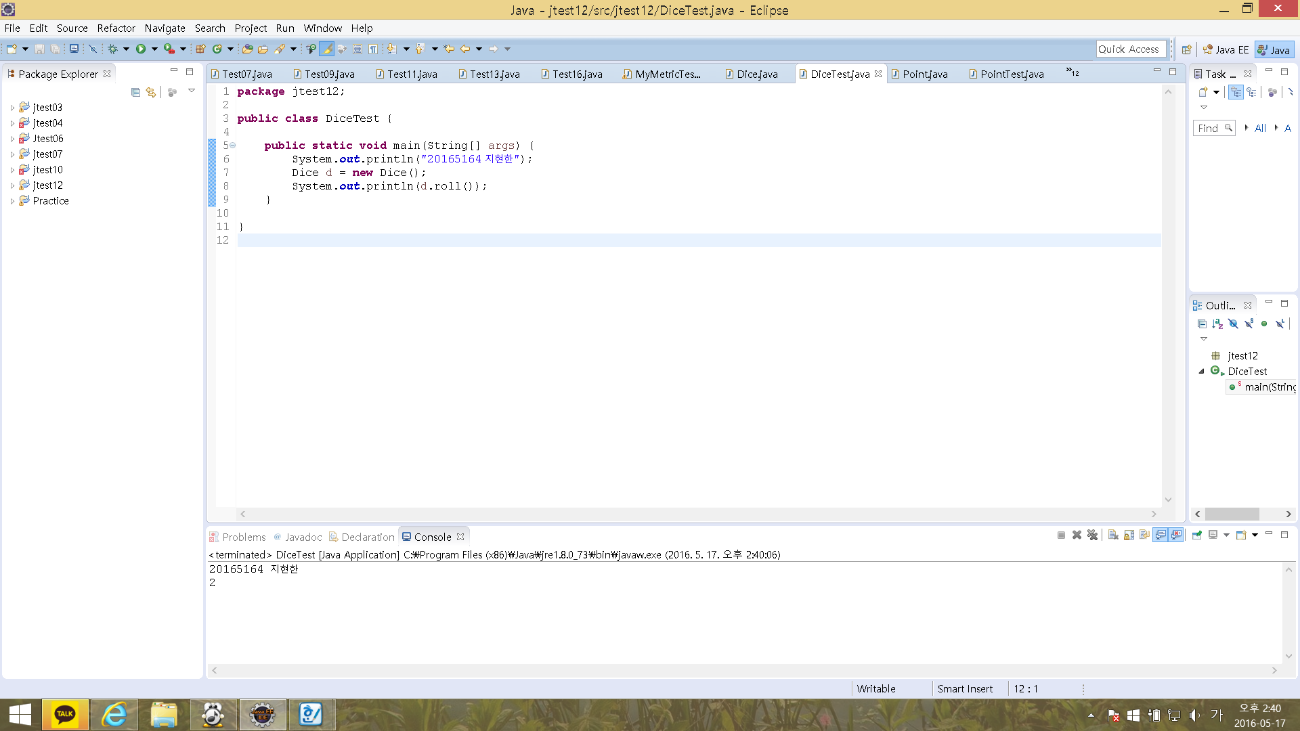 Java - jtest12/src/jtest12/DiceTest.java - Eclipse
File Edit Source Refactor Navigate Search Project Run Window Help
Quick Access
Java EE
Java
Package Explorer
jtest03
jtest04
Jtest06
jtest07
jtest10
jtest12
Practice
Test07.java
Test09.java
Test11.java
Test13.java
Test16.java
MyMetricTes...
Dice.java
DiceTest.java
Point.java
PointTest.java
»12
1 package jtest12;
2
3 public class DiceTest {
4
5 public static void main(String[] args) {
6 System.out.println("20165164 지현한");
7 Dice d = new Dice();
8 System.out.println(d.roll());
9 }
10
11 }
12
Task ...
Find
All
A
Outli...
jtest12
DiceTest
main(String
Problems
Javadoc
Declaration
Console
<terminated> DiceTest [Java Application] C:₩Program Files (x86)₩Java₩jre1.8.0_73₩bin₩javaw.exe (2016. 5. 17. 오후 2:40:06)
20165164 지현한
2
Writable
Smart Insert
12 : 1
TALK
Java EE
가
오후 2:40
2016-05-17